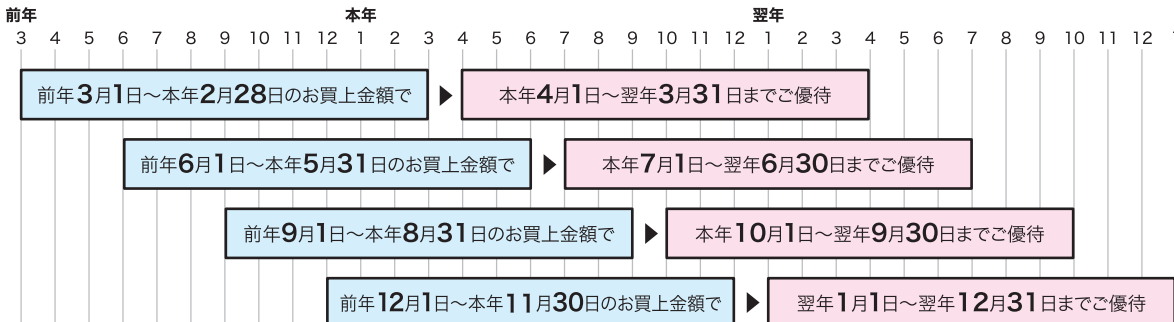 前年 本年 翌年
3 4 5 6 7 8 9 10 11 12 1 2 3 4 5 6 7 8 9 10 11 12 1 2 3 4 5 6 7 8 9 10 11 12
前年3月1日〜本年2月28日のお買上金額で ▶ 本年4月1日〜翌年3月31日までご優待
前年6月1日〜本年5月31日のお買上金額で ▶ 本年7月1日〜翌年6月30日までご優待
前年9月1日〜本年8月31日のお買上金額で ▶ 本年10月1日〜翌年9月30日までご優待
前年12月1日〜本年11月30日のお買上金額で ▶ 翌年1月1日〜翌年12月31日までご優待